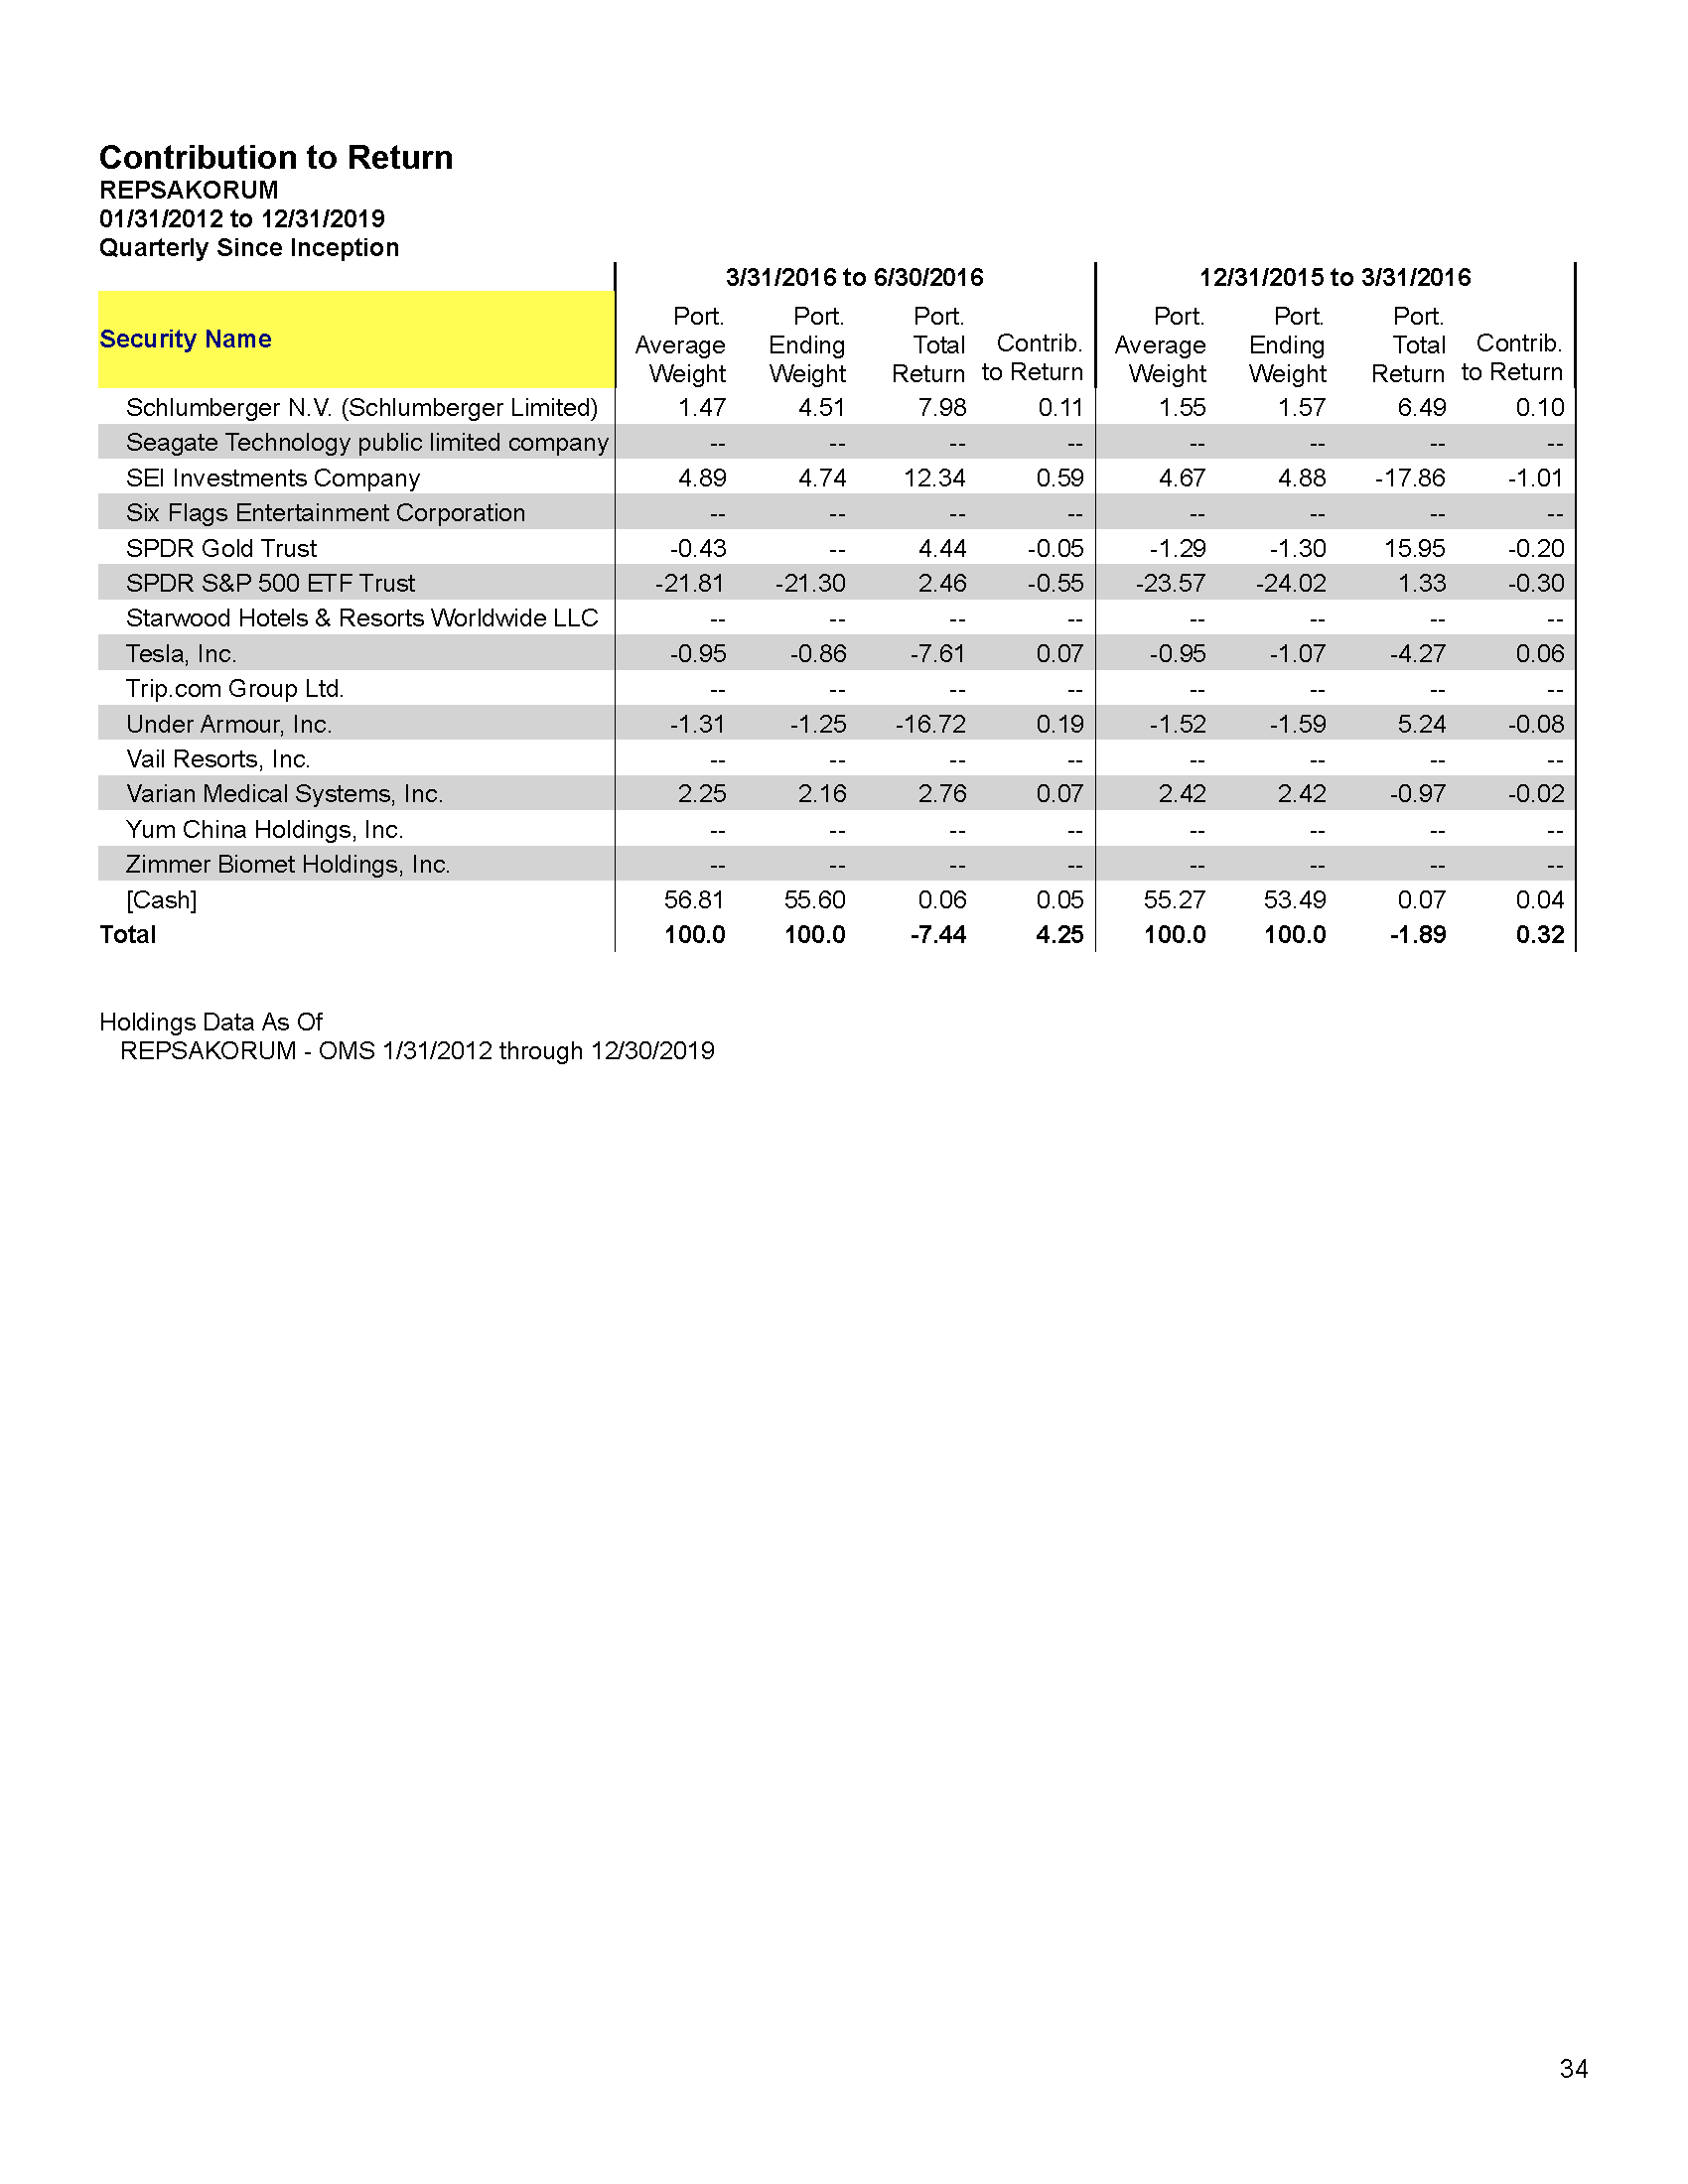 Contribution to Return
REPSAKORUM
01/31/2012 to 12/31/2019
Quarterly Since Inception
3/31/2016 to 6/30/2016 12/31/2015 to 3/31/2016
Security Name Port. Average Weight Port. Ending Weight Port. Total Return Contrib. to Return Port. Average Weight Port. Ending Weight Port. Total Return Contrib. to Return
Schlumberger N.V. (Schlumberger Limited) 1.47 4.51 7.98 0.11 1.55 1.57 6.49 0.10
Seagate Technology public limited company -- -- -- -- -- -- -- --
SEI Investments Company 4.89 4.74 12.34 0.59 4.67 4.88 -17.86 -1.01
Six Flags Entertainment Corporation -- -- -- -- -- -- -- --
SPDR Gold Trust -0.43 -- 4.44 -0.05 -1.29 -1.30 15.95 -0.20
SPDR S&P 500 ETF Trust -21.81 -21.30 2.46 -0.55 -23.57 -24.02 1.33 -0.30
Starwood Hotels & Resorts Worldwide LLC -- -- -- -- -- -- -- --
Tesla, Inc. -0.95 -0.86 -7.61 0.07 -0.95 -1.07 -4.27 0.06
Trip.com Group Ltd. -- -- -- -- -- -- -- --
Under Armour, Inc. -1.31 -1.25 -16.72 0.19 -1.52 -1.59 5.24 -0.08
Vail Resorts, Inc. -- -- -- -- -- -- -- --
Varian Medical Systems, Inc. 2.25 2.16 2.76 0.07 2.42 2.42 -0.97 -0.02
Yum China Holdings, Inc. -- -- -- -- -- -- -- --
Zimmer Biomet Holdings, Inc. -- -- -- -- -- -- -- --
[Cash] 56.81 55.60 0.06 0.05 55.27 53.49 0.07 0.04
Total 100.0 100.0 -7.44 4.25 100.0 100.0 -1.89 0.32
Holdings Data As Of
REPSAKORUM - OMS 1/31/2012 through 12/30/2019
34